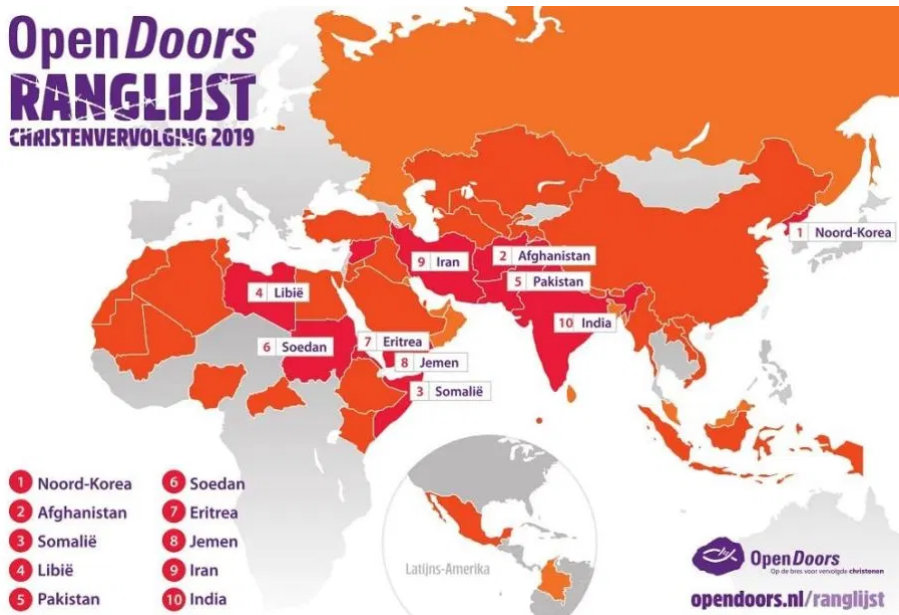 Open Doors
RANGLIJST
CHRISTENVERVOLGING 2019
1 Noord-Korea
9 Iran
2 Afghanistan
5 Pakistan
4 Libië
10 India
6 Soedan
7 Eritrea
8 Jemen
3 Somalië
1 Noord-Korea
2 Afghanistan
3 Somalië
4 Libië
5 Pakistan
6 Soedan
7 Eritrea
8 Jemen
9 Iran
10 India
Latijns-Amerika
Open Doors
Op de bres voor vervolgde christenen
opendoors.nl/ranglijst